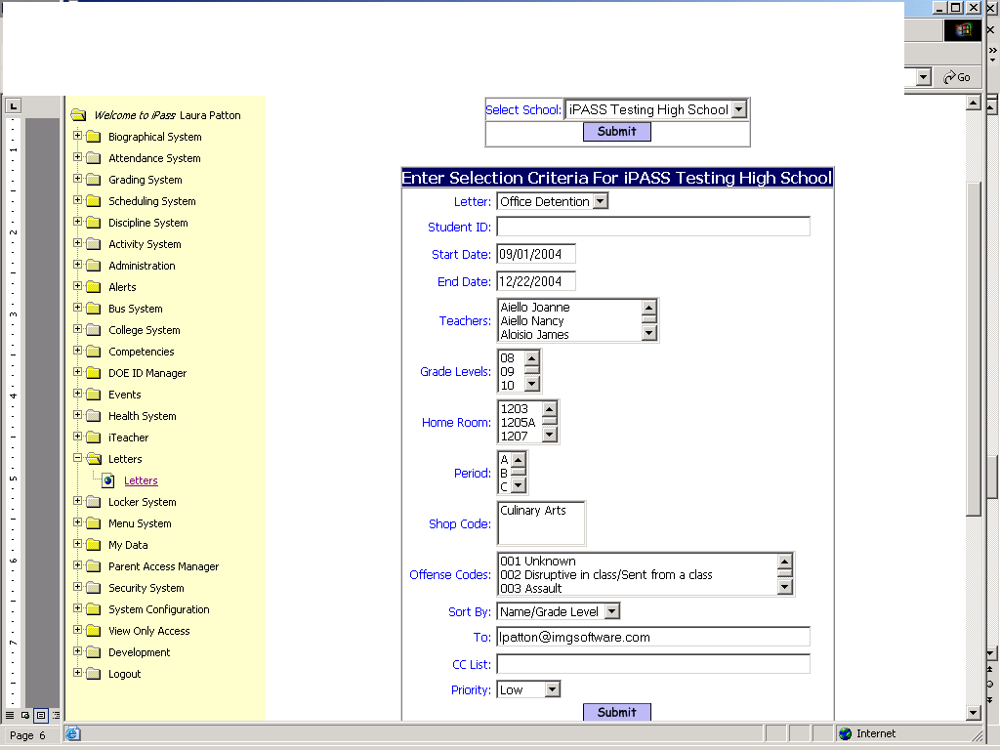 Go
Welcome to iPass Laura Patton
Biographical System
Attendance System
Grading System
Scheduling System
Discipline System
Activity System
Administration
Alerts
Bus System
College System
Competencies
DOE ID Manager
Events
Health System
iTeacher
Letters
Letters
Locker System
Menu System
My Data
Parent Access Manager
Security System
System Configuration
View Only Access
Development
Logout
Select School: iPASS Testing High School
Submit
Enter Selection Criteria For iPASS Testing High School
Letter: Office Detention
Student ID:
Start Date: 09/01/2004
End Date: 12/22/2004
Teachers: Aiello Joanne
Aiello Nancy
Aloisio James
Grade Levels: 08
09
10
Home Room: 1203
1205A
1207
Period: A
B
C
Shop Code: Culinary Arts
Offense Codes: 001 Unknown
002 Disruptive in class/Sent from a class
003 Assault
Sort By: Name/Grade Level
To: lpatton@imgsoftware.com
CC List:
Priority: Low
Submit
1
2
3
4
5
6
7
Page 6
Internet